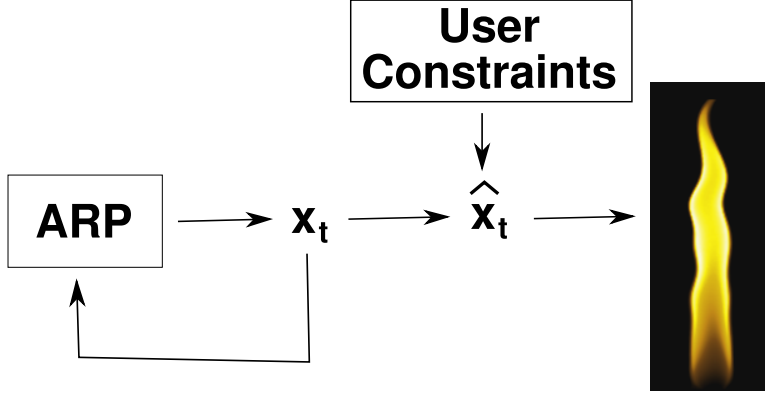 User
Constraints
ARP
x_t
x̂_t